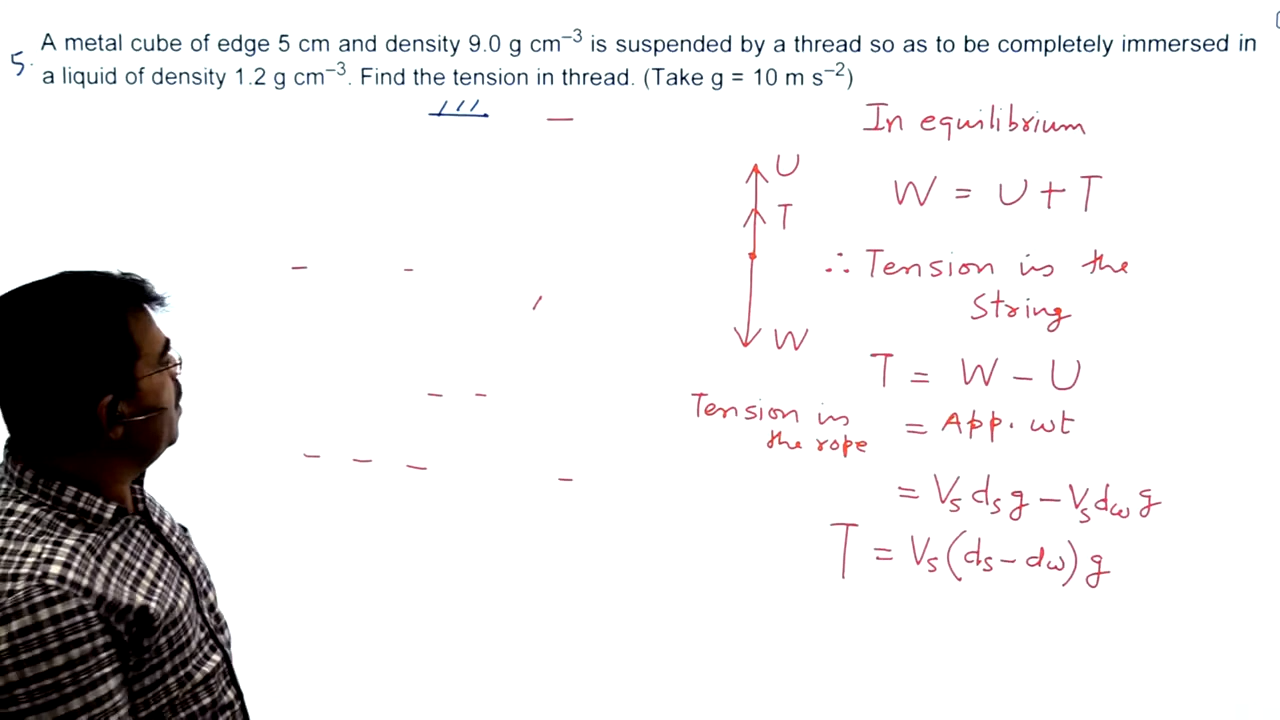 5. A metal cube of edge 5 cm and density 9.0 g cm⁻³ is suspended by a thread so as to be completely immersed in
a liquid of density 1.2 g cm⁻³. Find the tension in thread. (Take g = 10 m s⁻²)
In equilibrium
U
T
W
W = U + T
∴ Tension in the
String
T = W - U
Tension in
the rope
= App. wt
= Vₛ dₛ g - Vₛ d_w g
T = Vₛ (dₛ - d_w) g